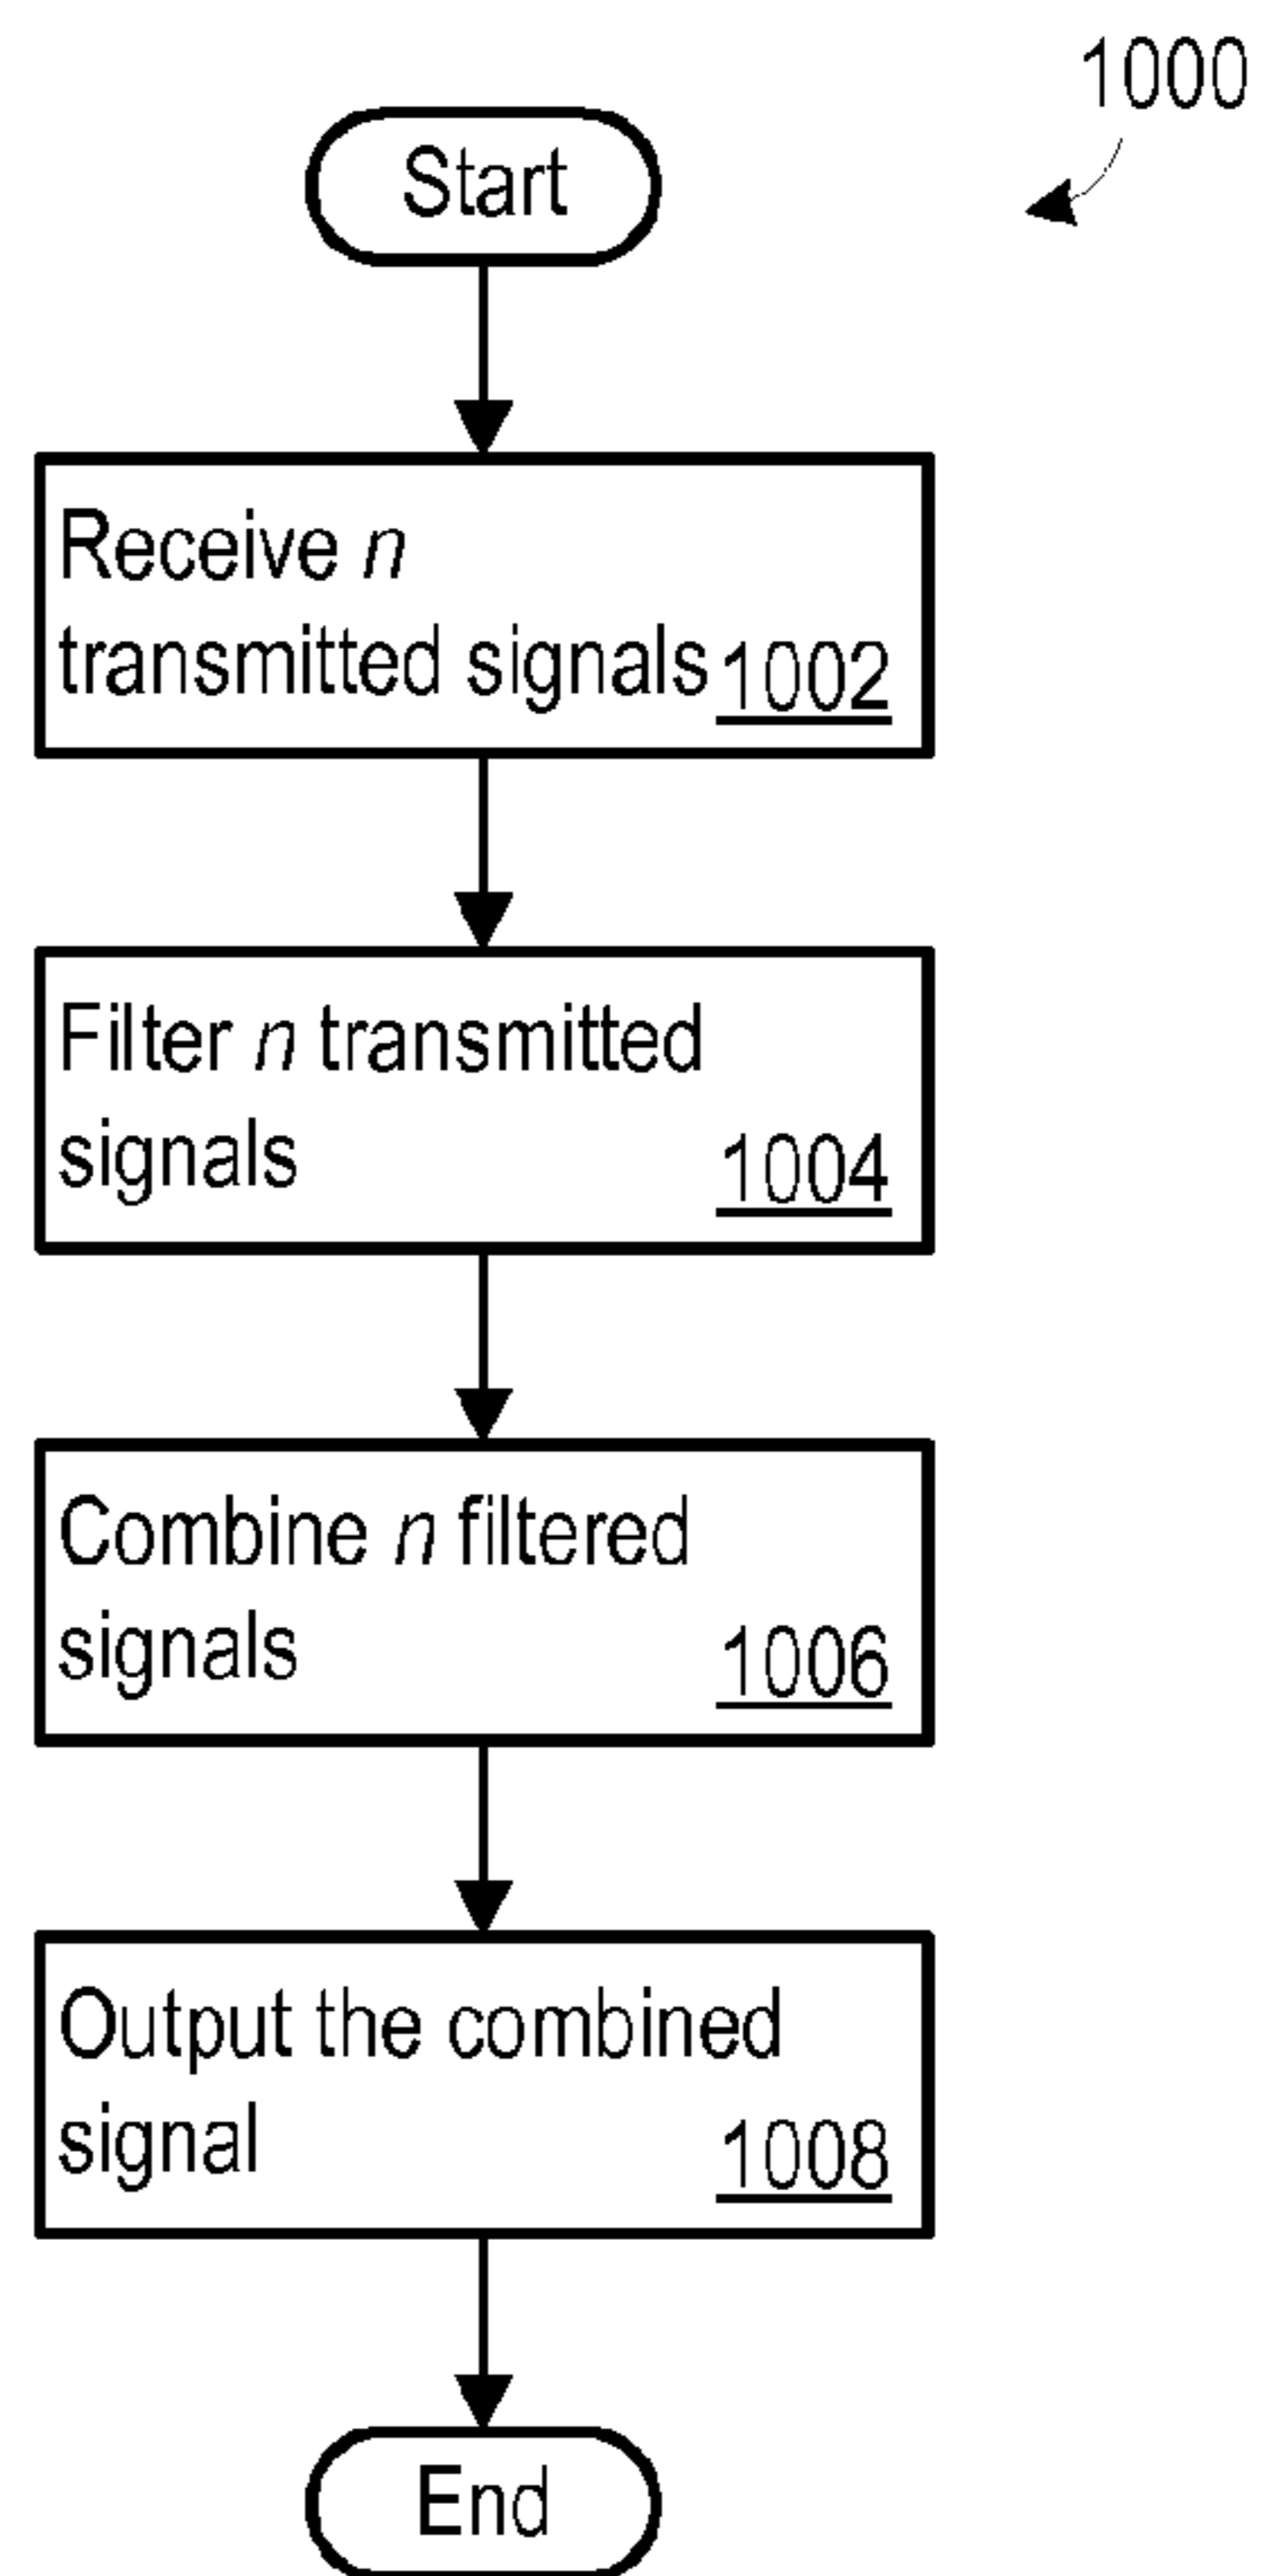 1000
Start
Receive n
transmitted signals 1002
Filter n transmitted
signals 1004
Combine n filtered
signals 1006
Output the combined
signal 1008
End